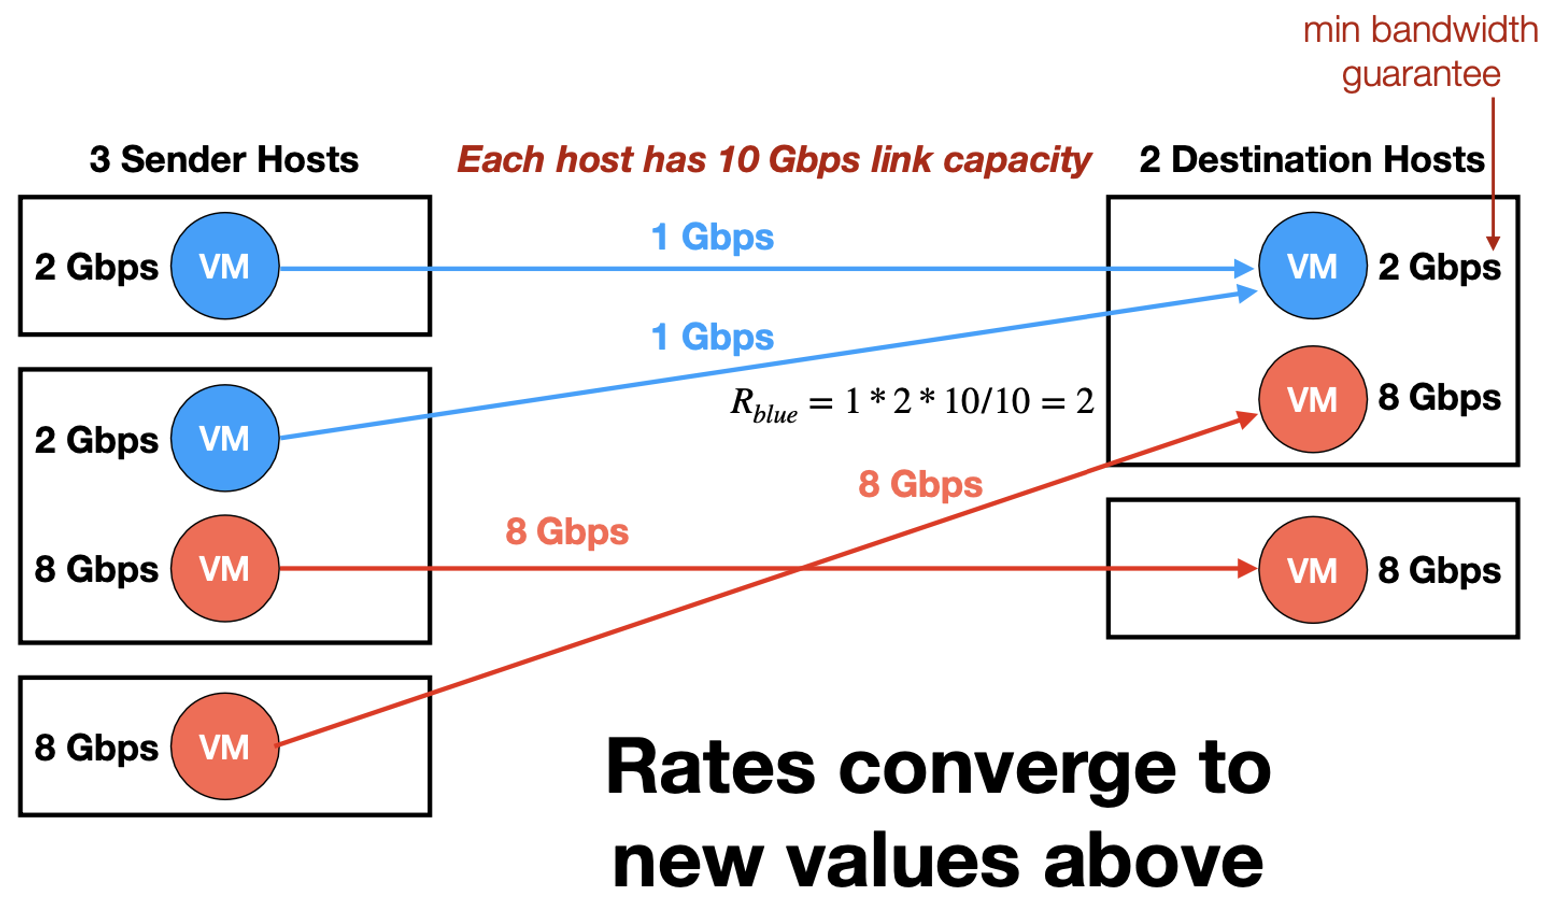 min bandwidth
guarantee
3 Sender Hosts
Each host has 10 Gbps link capacity
2 Destination Hosts
2 Gbps VM
1 Gbps
VM 2 Gbps
1 Gbps
R_blue = 1 * 2 * 10/10 = 2
VM 8 Gbps
2 Gbps VM
8 Gbps
8 Gbps
8 Gbps VM
VM 8 Gbps
8 Gbps VM
Rates converge to
new values above